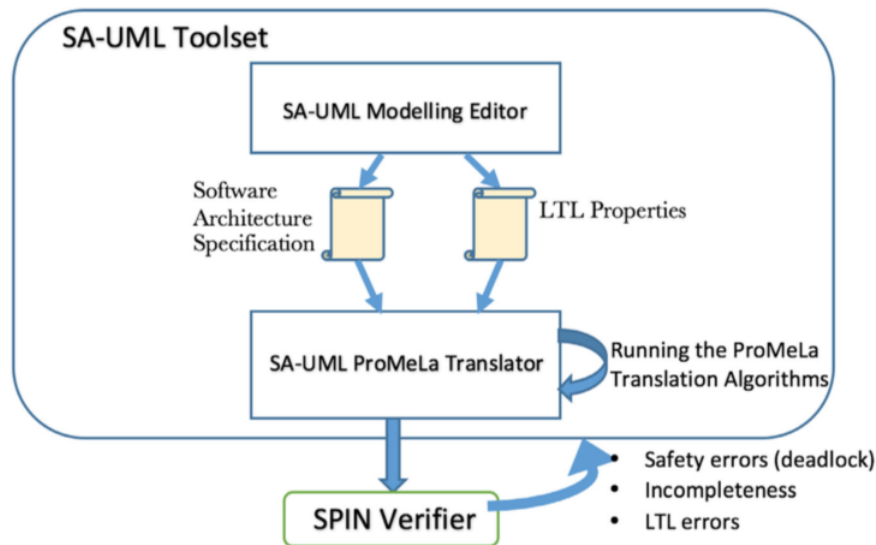 SA-UML Toolset
SA-UML Modelling Editor
Software
Architecture
Specification
LTL Properties
SA-UML ProMeLa Translator
Running the ProMeLa
Translation Algorithms
SPIN Verifier
• Safety errors (deadlock)
• Incompleteness
• LTL errors